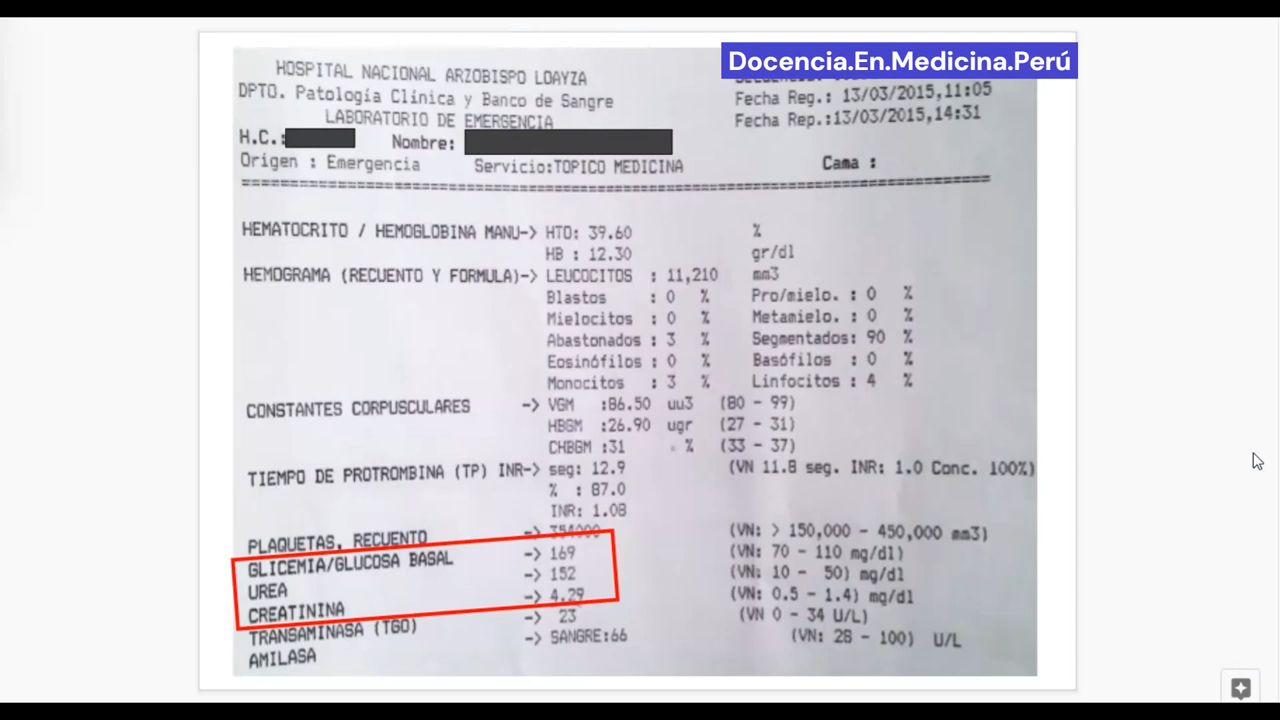 Docencia.En.Medicina.Perú
HOSPITAL NACIONAL ARZOBISPO LOAYZA
DPTO. Patología Clínica y Banco de Sangre
LABORATORIO DE EMERGENCIA
Fecha Reg.: 13/03/2015,11:05
Fecha Rep.:13/03/2015,14:31
H.C.: Nombre:
Origen : Emergencia Servicio:TOPICO MEDICINA Cama :
HEMATOCRITO / HEMOGLOBINA MANU-> HTO: 39.60 %
HB : 12.30 gr/dl
HEMOGRAMA (RECUENTO Y FORMULA)-> LEUCOCITOS : 11,210 mm3
Blastos : 0 % Pro/mielo. : 0 %
Mielocitos : 0 % Metamielo. : 0 %
Abastonados : 3 % Segmentados: 90 %
Eosinófilos : 0 % Basófilos : 0 %
Monocitos : 3 % Linfocitos : 4 %
CONSTANTES CORPUSCULARES -> VGM :86.50 uu3 (80 - 99)
HBGM :26.90 ugr (27 - 31)
CHBGM :31 % (33 - 37)
TIEMPO DE PROTROMBINA (TP) INR-> seg: 12.9 (VN 11.8 seg. INR: 1.0 Conc. 100%)
% : 87.0
INR: 1.08
PLAQUETAS, RECUENTO -> 354000 (VN: > 150,000 - 450,000 mm3)
GLICEMIA/GLUCOSA BASAL -> 169 (VN: 70 - 110 mg/dl)
UREA -> 152 (VN: 10 - 50) mg/dl
CREATININA -> 4.29 (VN: 0.5 - 1.4) mg/dl
TRANSAMINASA (TGO) -> 23 (VN 0 - 34 U/L)
AMILASA -> SANGRE:66 (VN: 28 - 100) U/L